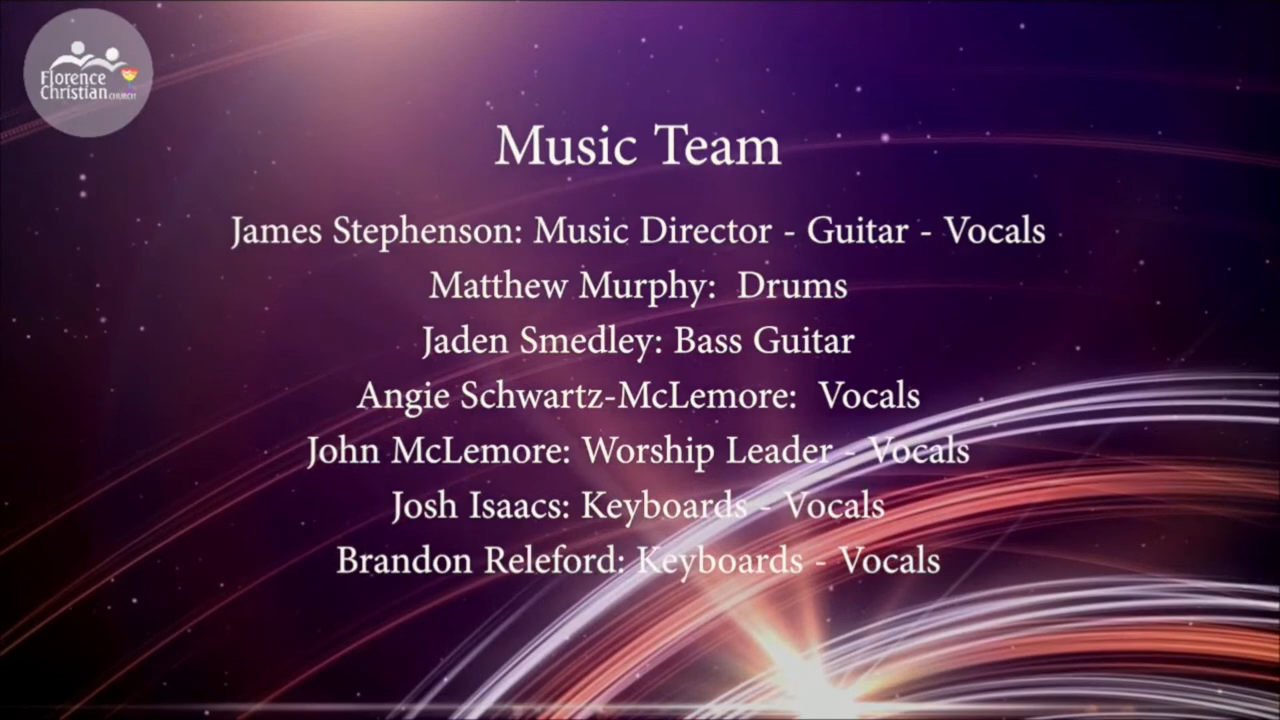 Florence
Christian CHURCH
Music Team
James Stephenson: Music Director - Guitar - Vocals
Matthew Murphy:  Drums
Jaden Smedley: Bass Guitar
Angie Schwartz-McLemore:  Vocals
John McLemore: Worship Leader - Vocals
Josh Isaacs: Keyboards - Vocals
Brandon Releford: Keyboards - Vocals